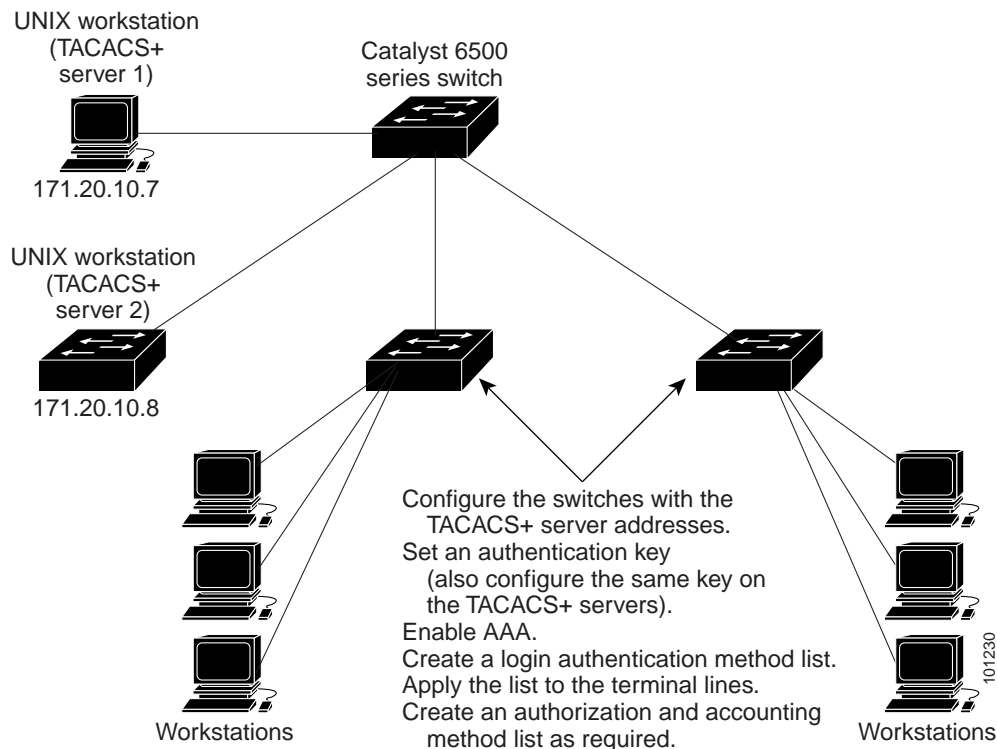 UNIX workstation
(TACACS+
server 1)
Catalyst 6500
series switch
171.20.10.7
UNIX workstation
(TACACS+
server 2)
171.20.10.8
Configure the switches with the
TACACS+ server addresses.
Set an authentication key
(also configure the same key on
the TACACS+ servers).
Enable AAA.
Create a login authentication method list.
Apply the list to the terminal lines.
Create an authorization and accounting
method list as required.
Workstations
Workstations
101230